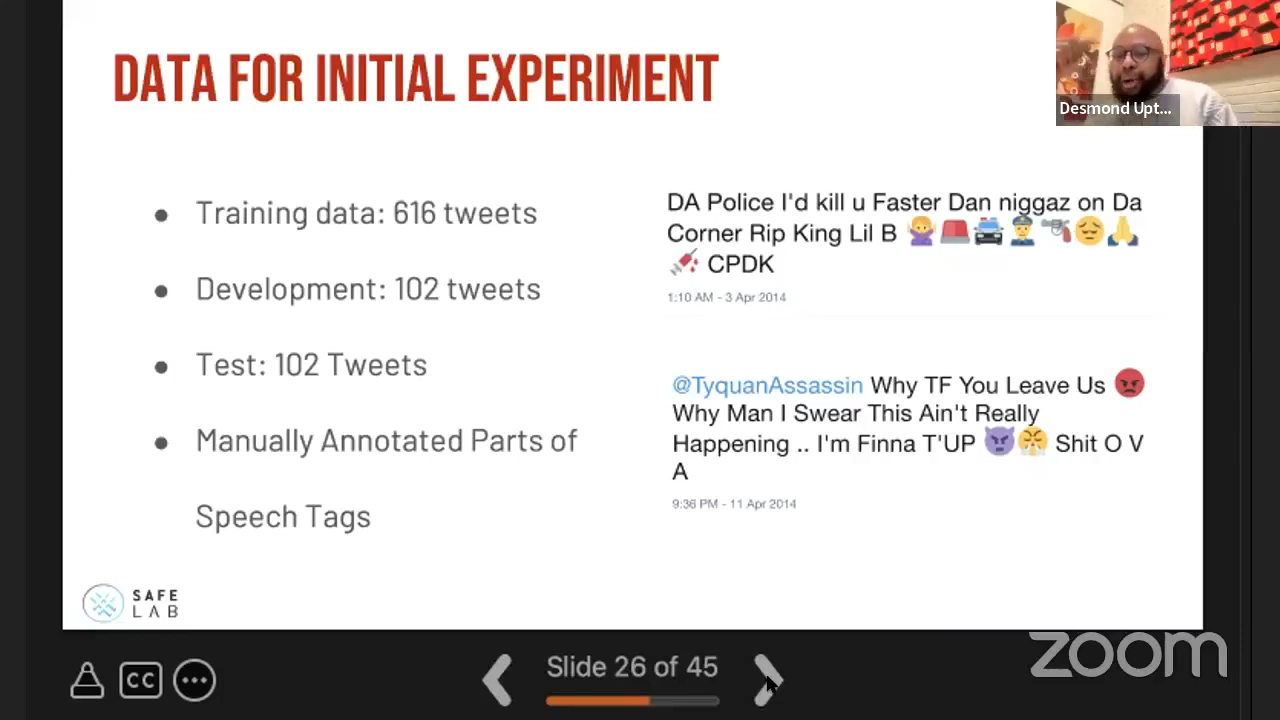 DATA FOR INITIAL EXPERIMENT
Desmond Upt...
● Training data: 616 tweets
● Development: 102 tweets
● Test: 102 Tweets
● Manually Annotated Parts of
Speech Tags
DA Police I'd kill u Faster Dan niggaz on Da
Corner Rip King Lil B 🙅🚨🚔👮🔫😔🙏
💉 CPDK
1:10 AM - 3 Apr 2014
@TyquanAssassin Why TF You Leave Us 😡
Why Man I Swear This Ain't Really
Happening .. I'm Finna T'UP 👿😤 Shit O V
A
9:36 PM - 11 Apr 2014
SAFE
LAB
CC
Slide 26 of 45
zoom